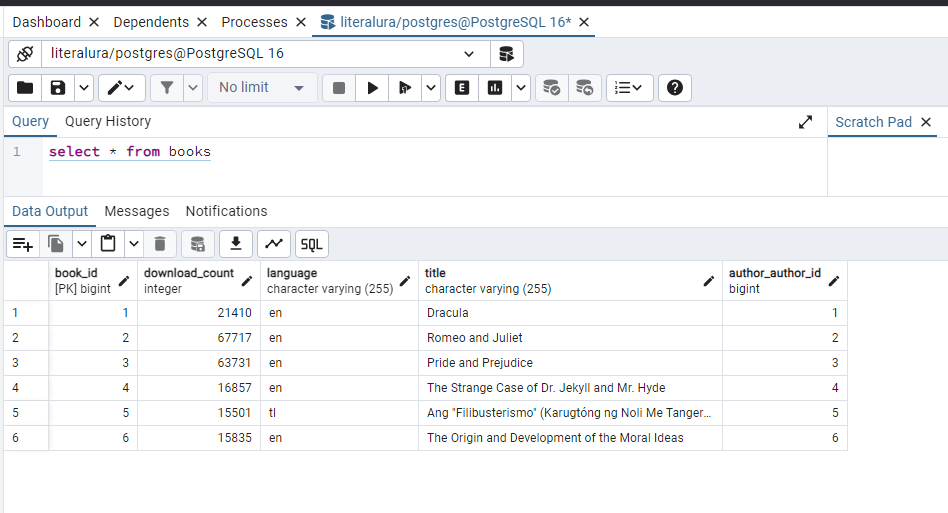 Dashboard Dependents Processes literalura/postgres@PostgreSQL 16*
literalura/postgres@PostgreSQL 16
No limit E
Query Query History Scratch Pad
1 select * from books
Data Output Messages Notifications
SQL
book_id download_count language title author_author_id
[PK] bigint integer character varying (255) character varying (255) bigint
1 1 21410 en Dracula 1
2 2 67717 en Romeo and Juliet 2
3 3 63731 en Pride and Prejudice 3
4 4 16857 en The Strange Case of Dr. Jekyll and Mr. Hyde 4
5 5 15501 tl Ang "Filibusterismo" (Karugtóng ng Noli Me Tanger... 5
6 6 15835 en The Origin and Development of the Moral Ideas 6